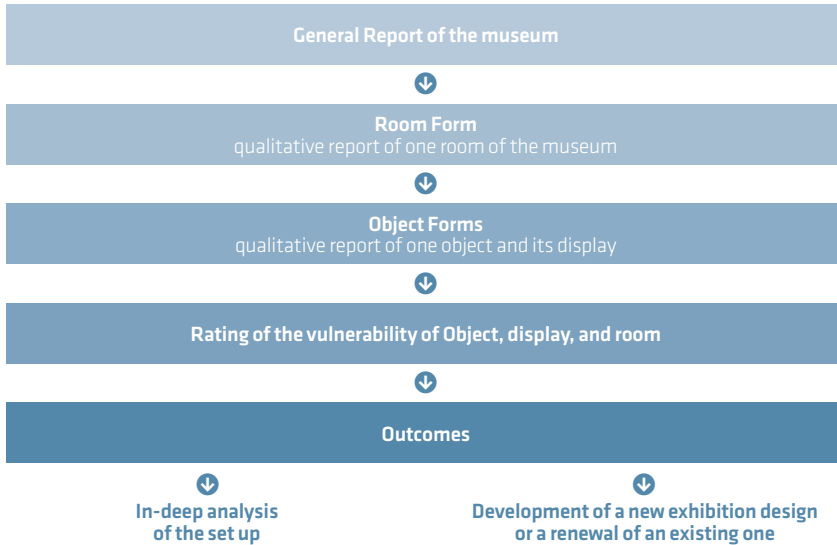 General Report of the museum
Room Form
qualitative report of one room of the museum
Object Forms
qualitative report of one object and its display
Rating of the vulnerability of Object, display, and room
Outcomes
In-deep analysis
of the set up
Development of a new exhibition design
or a renewal of an existing one